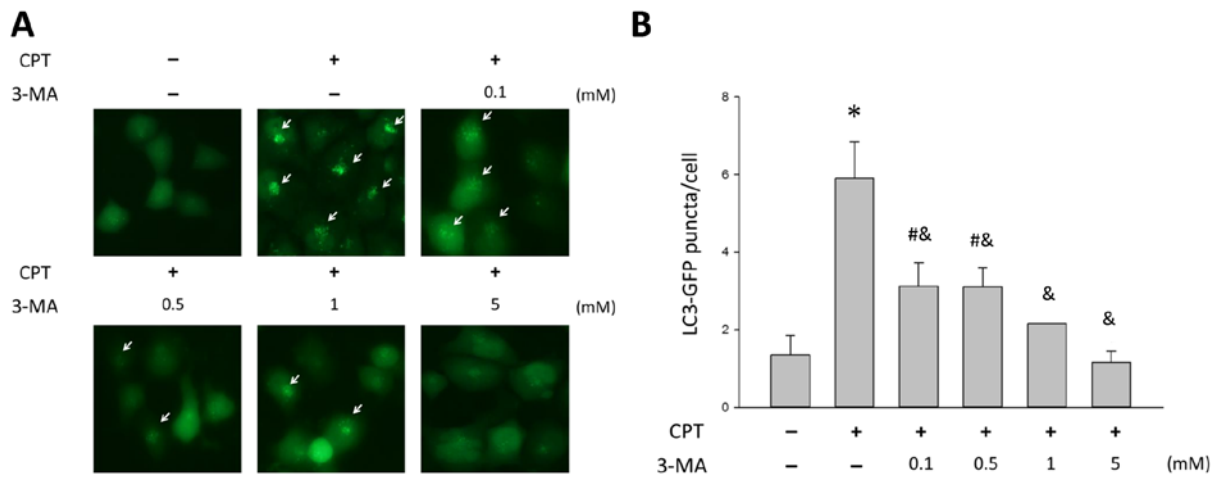 A
CPT – + +
3-MA – – 0.1 (mM)
CPT + + +
3-MA 0.5 1 5 (mM)
B
LC3-GFP puncta/cell
8
6
4
2
0
*
#&
#&
&
&
CPT – + + + + +
3-MA – – 0.1 0.5 1 5 (mM)